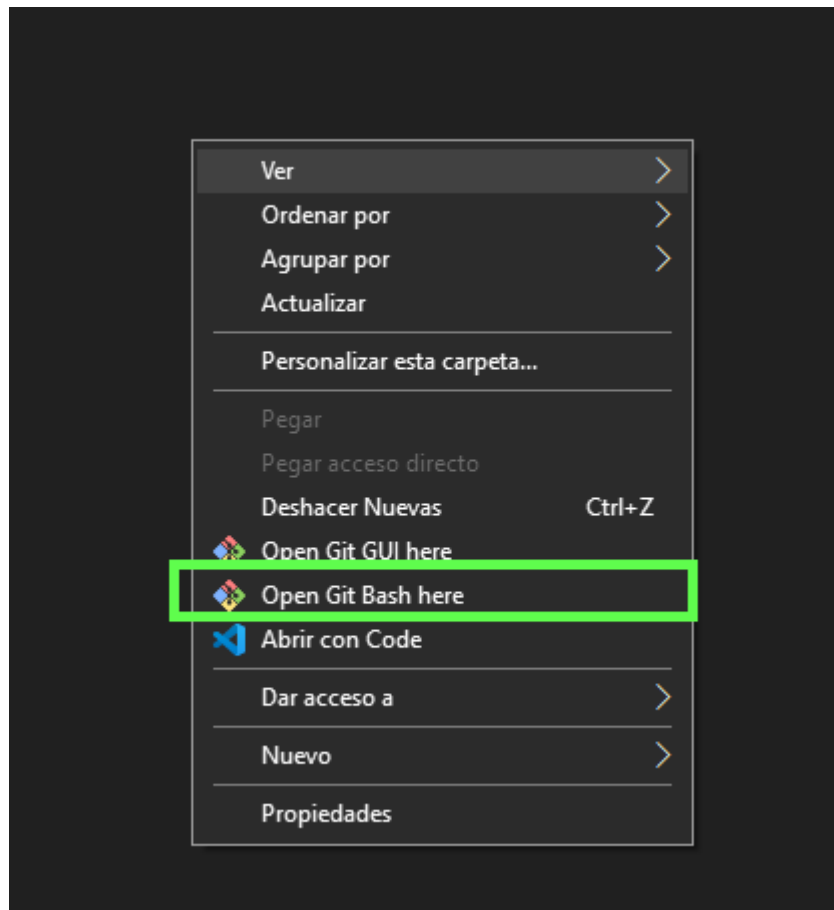 Ver
Ordenar por
Agrupar por
Actualizar
Personalizar esta carpeta...
Pegar
Pegar acceso directo
Deshacer Nuevas Ctrl+Z
Open Git GUI here
Open Git Bash here
Abrir con Code
Dar acceso a
Nuevo
Propiedades